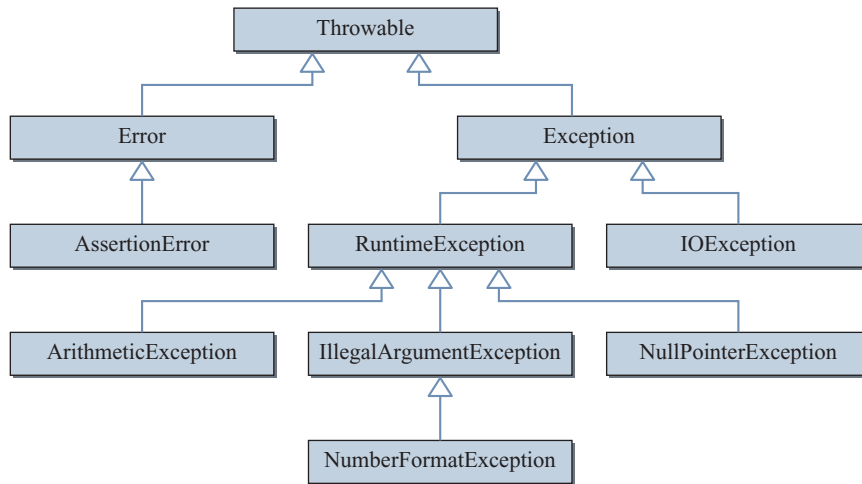 Throwable
Error
Exception
AssertionError
RuntimeException
IOException
ArithmeticException
IllegalArgumentException
NullPointerException
NumberFormatException